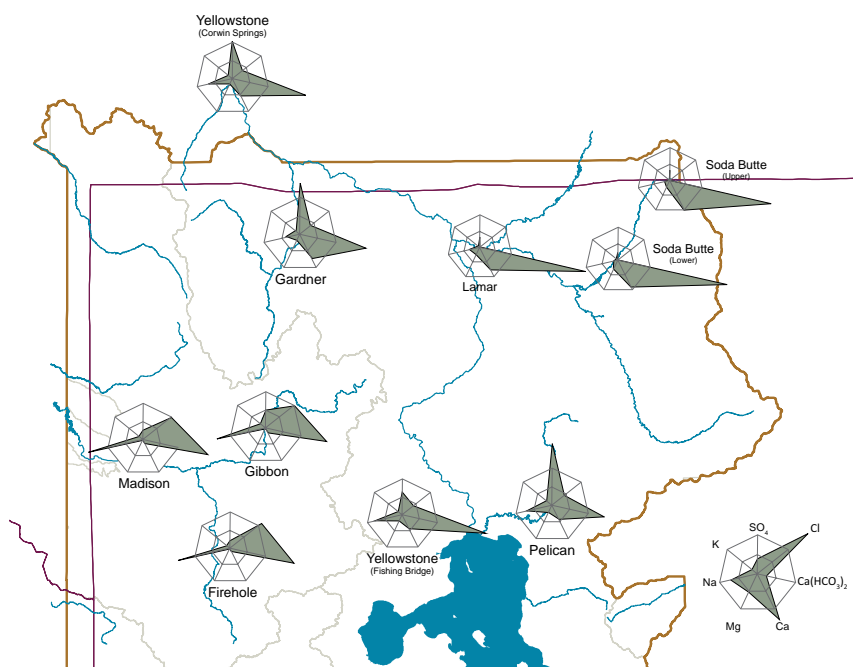 Yellowstone
(Corwin Springs)
Soda Butte
(Upper)
Soda Butte
(Lower)
Gardner
Lamar
Madison
Gibbon
Firehole
Yellowstone
(Fishing Bridge)
Pelican
SO₄
Cl
K
Na
Ca(HCO₃)₂
Mg
Ca